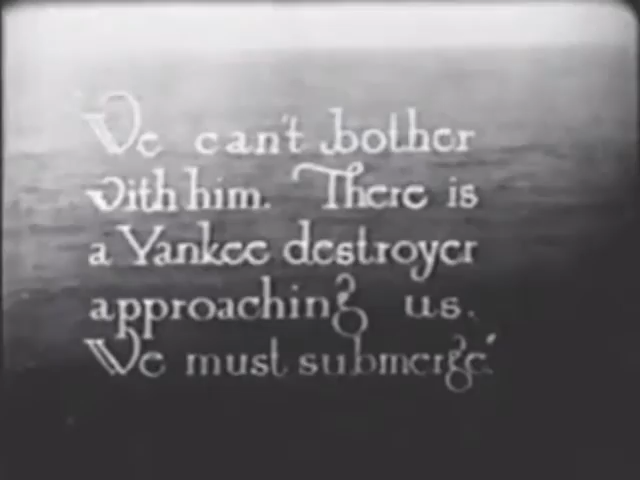 We can't bother
with him. There is
a Yankee destroyer
approaching us.
We must submerge."